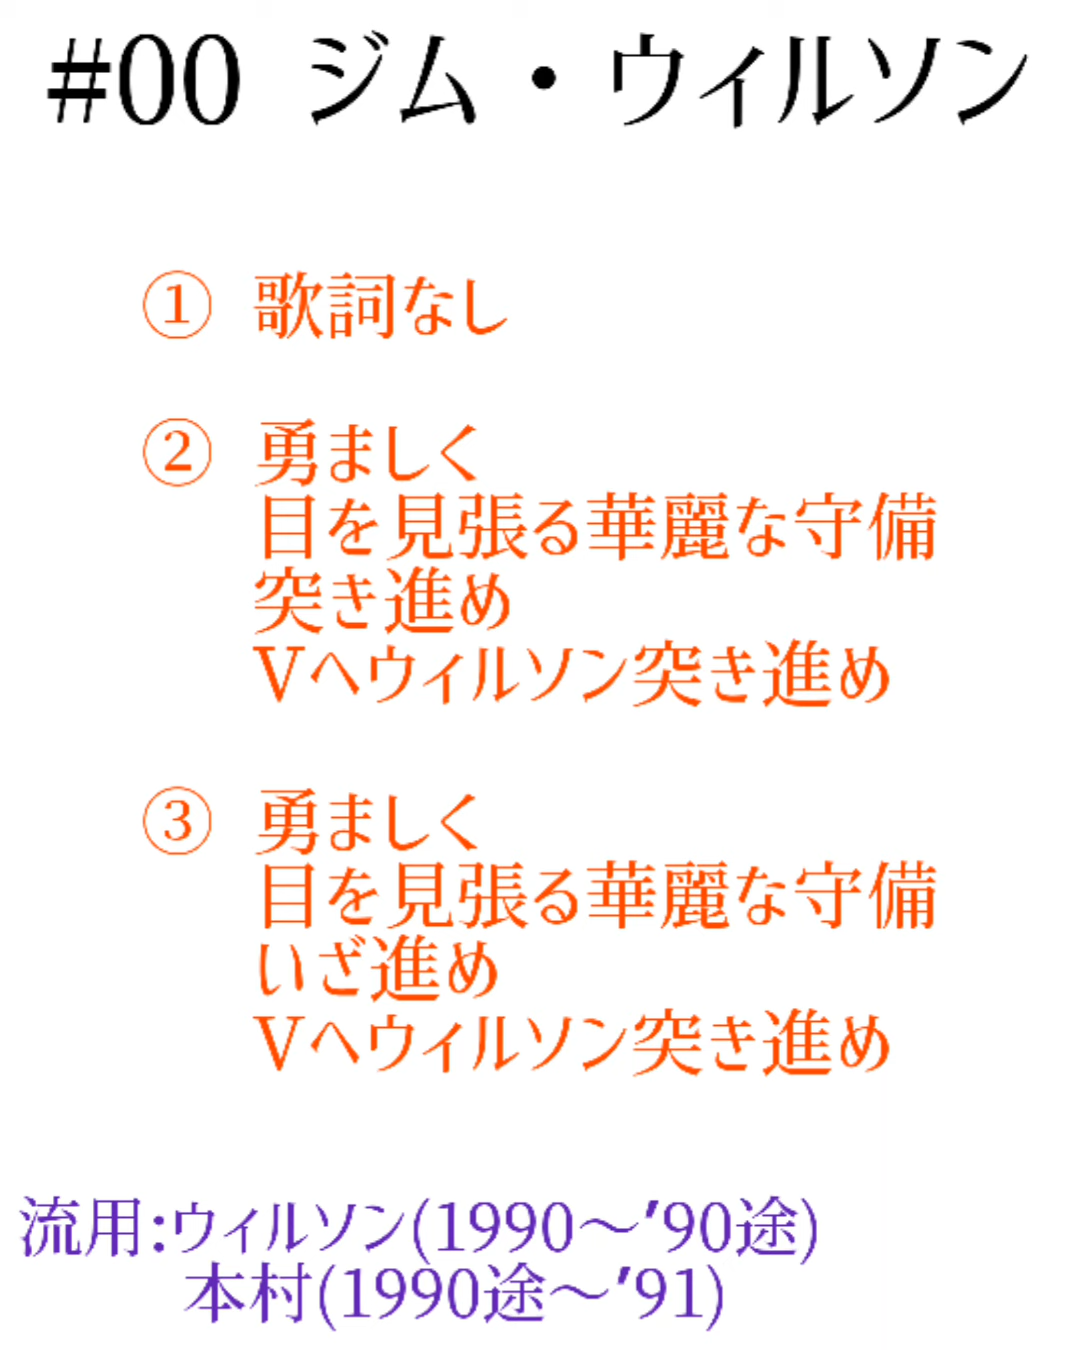 #00 ジム・ウィルソン
① 歌詞なし
② 勇ましく
目を見張る華麗な守備
突き進め
Vへウィルソン突き進め
③ 勇ましく
目を見張る華麗な守備
いざ進め
Vへウィルソン突き進め
流用:ウィルソン(1990〜′90途)
本村(1990途〜′91)